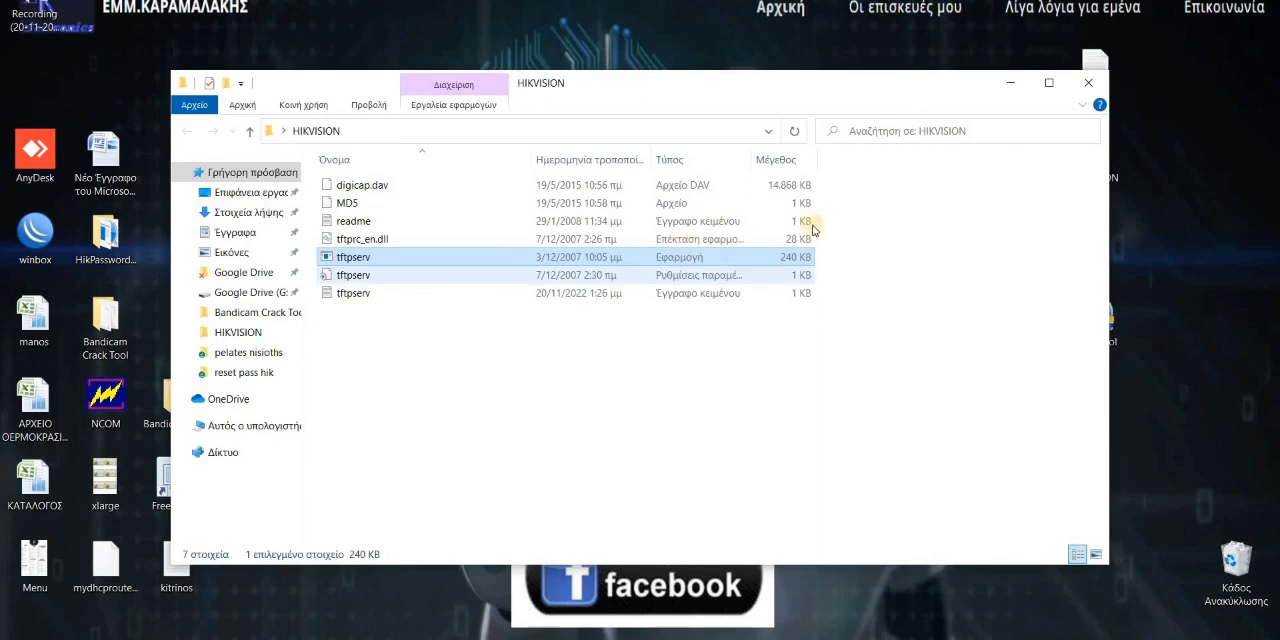 Recording
(20-11-20...
ΕΜΜ.ΚΑΡΑΜΑΛΑΚΗΣ
Αρχική
Οι επισκευές μου
Λίγα λόγια για εμένα
Επικοινωνία
Διαχείριση
HIKVISION
Αρχείο
Αρχική
Κοινή χρήση
Προβολή
Εργαλεία εφαρμογών
HIKVISION
Αναζήτηση σε: HIKVISION
Όνομα Ημερομηνία τροποποί... Τύπος Μέγεθος
digicap.dav 19/5/2015 10:56 πμ Αρχείο DAV 14.868 KB
MD5 19/5/2015 10:58 πμ Αρχείο 1 KB
readme 29/1/2008 11:34 μμ Έγγραφο κειμένου 1 KB
tftprc_en.dll 7/12/2007 2:26 πμ Επέκταση εφαρμο... 28 KB
tftpserv 3/12/2007 10:05 μμ Εφαρμογή 240 KB
tftpserv 7/12/2007 2:30 πμ Ρυθμίσεις παραμέ... 1 KB
tftpserv 20/11/2022 1:26 μμ Έγγραφο κειμένου 1 KB
Γρήγορη πρόσβαση
Επιφάνεια εργας
Στοιχεία λήψης
Έγγραφα
Εικόνες
Google Drive
Google Drive (G:
Bandicam Crack Too
HIKVISION
pelates nisioths
reset pass hik
OneDrive
Αυτός ο υπολογιστής
Δίκτυο
7 στοιχεία 1 επιλεγμένο στοιχείο 240 KB
AnyDesk
Νέο Έγγραφο
του Microso...
winbox
HikPassword...
manos
Bandicam
Crack Tool
ΑΡΧΕΙΟ
ΘΕΡΜΟΚΡΑΣΙ...
NCOM
Bandic
ΚΑΤΑΛΟΓΟΣ
xlarge
Free
Menu
mydhcproute...
kitrinos
f facebook
Κάδος
Ανακύκλωσης